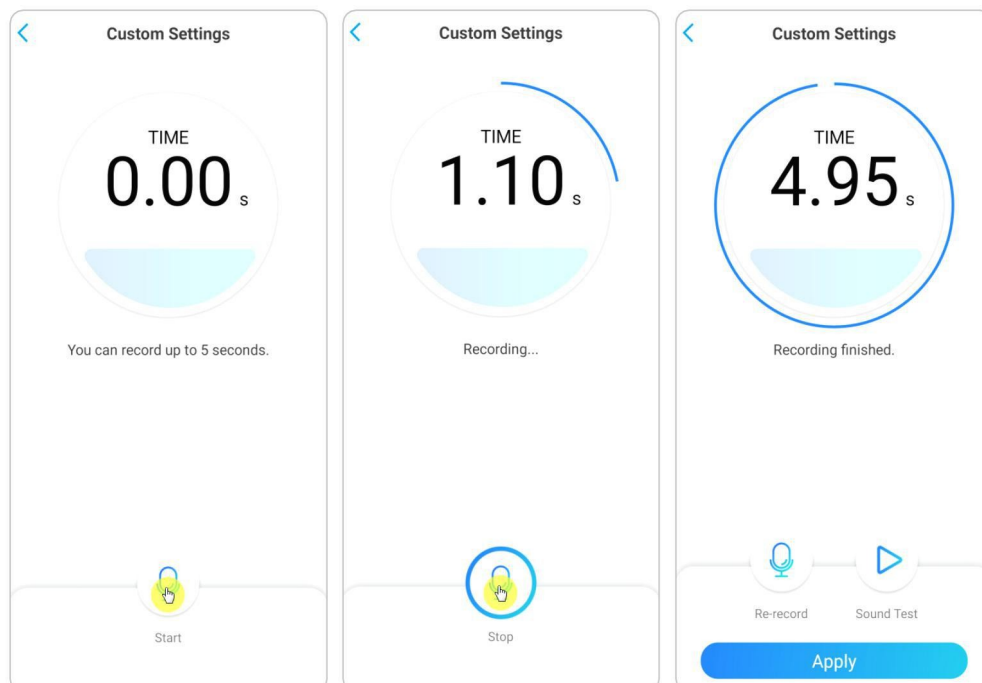 Custom Settings
TIME
0.00 s
You can record up to 5 seconds.
Start
Custom Settings
TIME
1.10 s
Recording...
Stop
Custom Settings
TIME
4.95 s
Recording finished.
Re-record
Sound Test
Apply